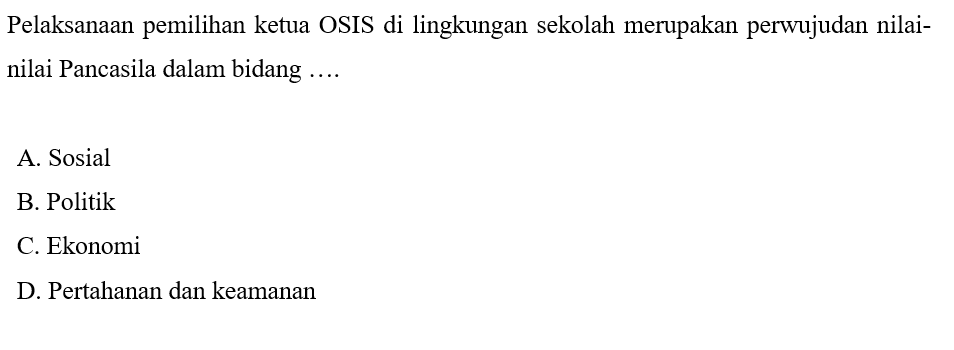 Pelaksanaan pemilihan ketua OSIS di lingkungan sekolah merupakan perwujudan nilai-
nilai Pancasila dalam bidang ….
A. Sosial
B. Politik
C. Ekonomi
D. Pertahanan dan keamanan